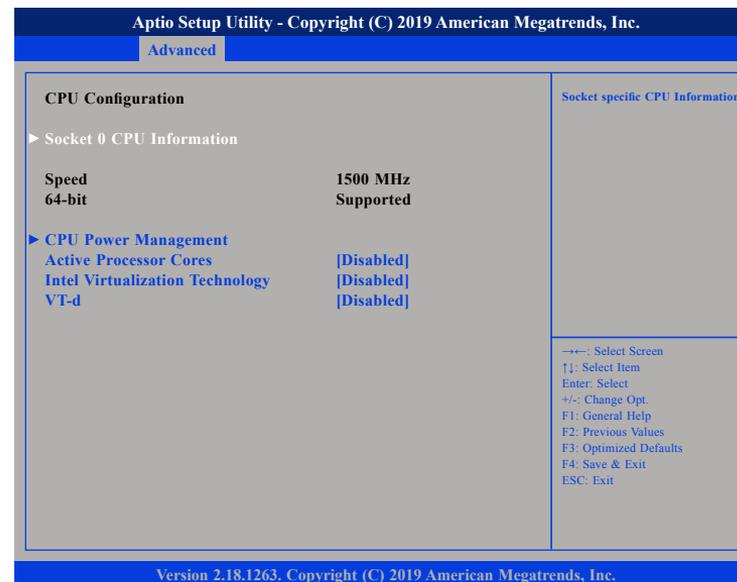 Aptio Setup Utility - Copyright (C) 2019 American Megatrends, Inc.
Advanced
CPU Configuration
► Socket 0 CPU Information
Speed 1500 MHz
64-bit Supported
► CPU Power Management
Active Processor Cores [Disabled]
Intel Virtualization Technology [Disabled]
VT-d [Disabled]
Socket specific CPU Information
→←: Select Screen
↑↓: Select Item
Enter: Select
+/-: Change Opt.
F1: General Help
F2: Previous Values
F3: Optimized Defaults
F4: Save & Exit
ESC: Exit
Version 2.18.1263. Copyright (C) 2019 American Megatrends, Inc.